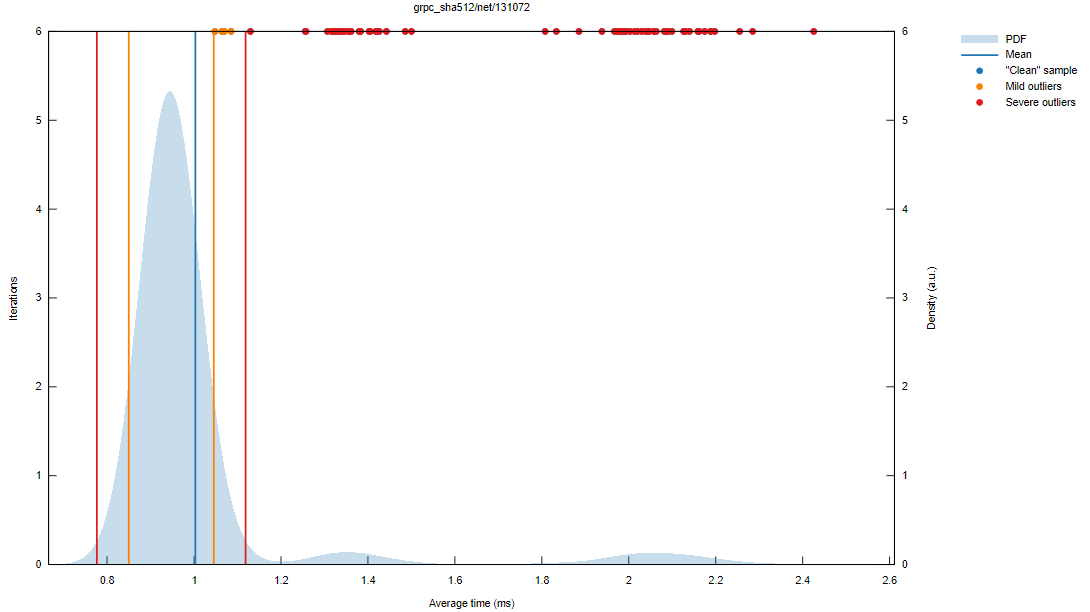 grpc_sha512/net/131072
PDF
Mean
"Clean" sample
Mild outliers
Severe outliers
6
5
4
3
2
1
0
Iterations
6
5
4
3
2
1
0
Density (a.u.)
0.8 1 1.2 1.4 1.6 1.8 2 2.2 2.4 2.6
Average time (ms)